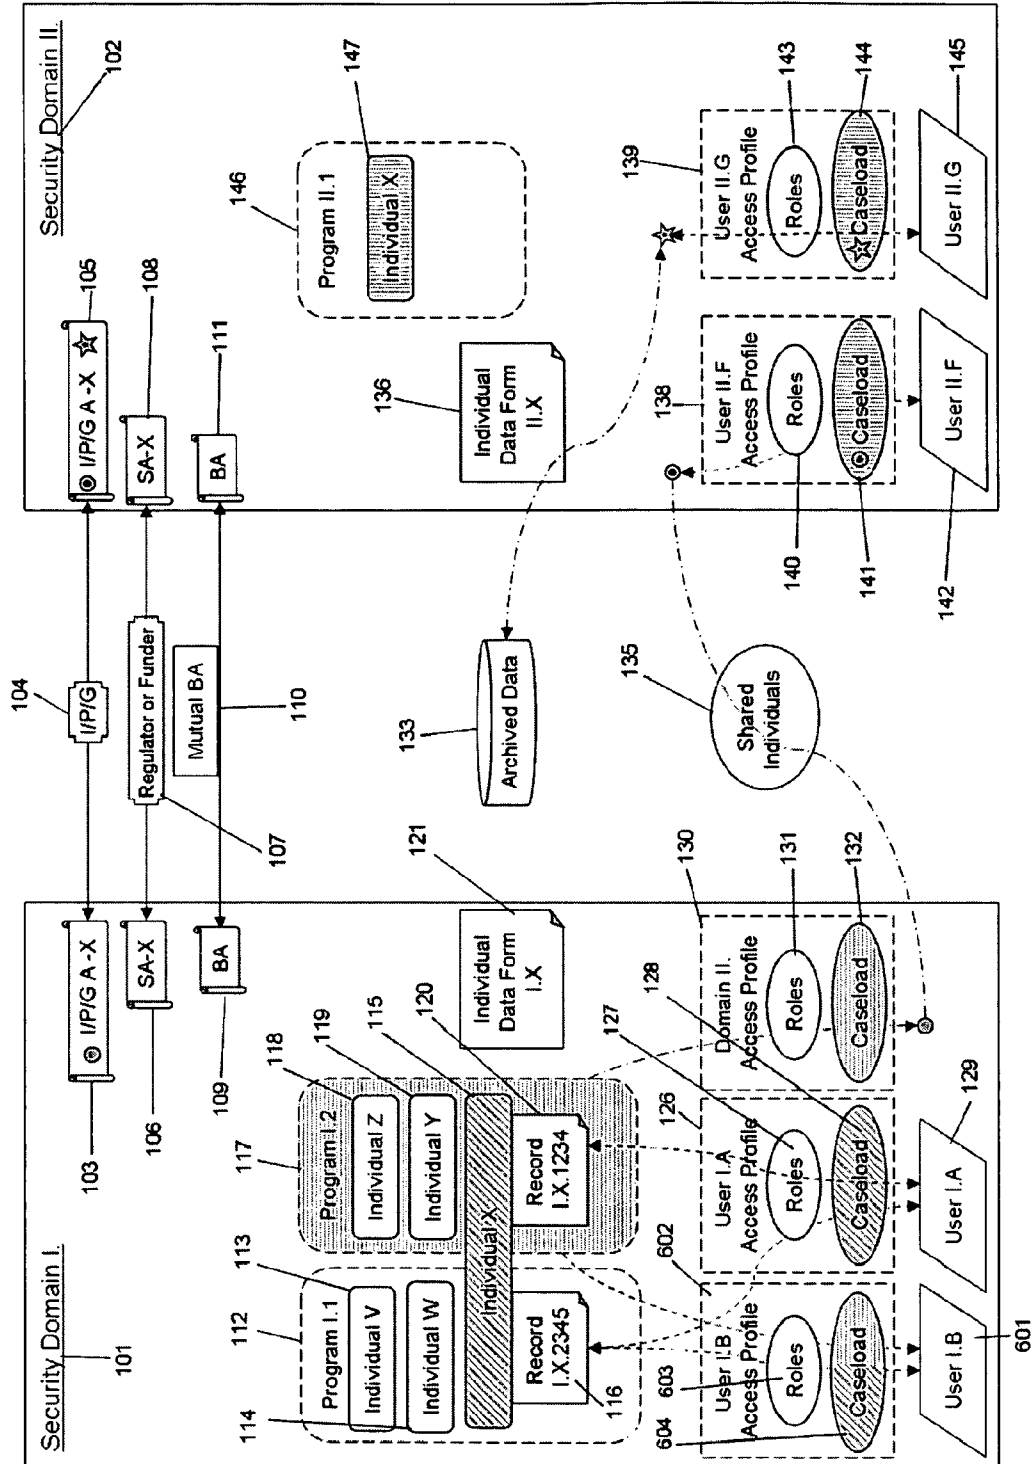 Security Domain I.
101
103
I/P/G A -X
106
SA-X
109
BA
104
I/P/G
Regulator or Funder
107
Mutual BA
110
Security Domain II.
102
I/P/G A -X
105
SA-X
108
BA
111
112
113
114
Program I.1
Individual V
Individual W
Individual X
Record
I.X.2345
116
117
118
119
115
120
Program I.2
Individual Z
Individual Y
Record
I.X.1234
121
Individual
Data Form
I.X
133
Archived Data
136
Individual
Data Form
II.X
146
Program II.1
Individual X
147
602
User I.B
Access Profile
603
Roles
604
Caseload
User I.B
601
126
127
128
User I.A
Access Profile
Roles
Caseload
User I.A
129
130
Domain II.
Access Profile
Roles
131
Caseload
132
135
Shared
Individuals
138
User II.F
Access Profile
Roles
140
Caseload
141
User II.F
142
139
User II.G
Access Profile
Roles
143
Caseload
144
User II.G
145